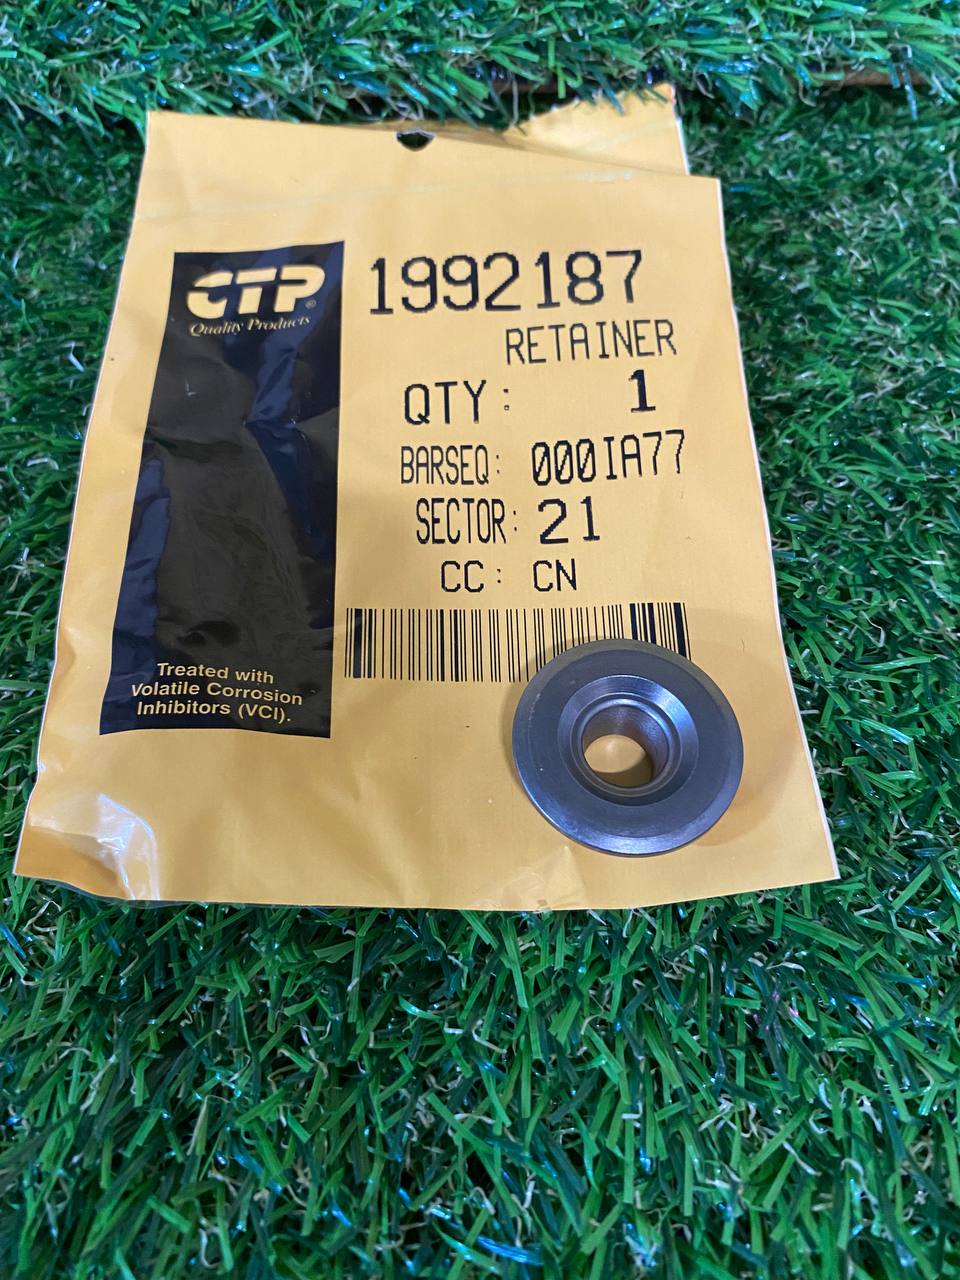 CTP®
Quality Products
1992187
RETAINER
QTY: 1
BARSEQ: 000IA77
SECTOR: 21
CC: CN
Treated with
Volatile Corrosion
Inhibitors (VCI).